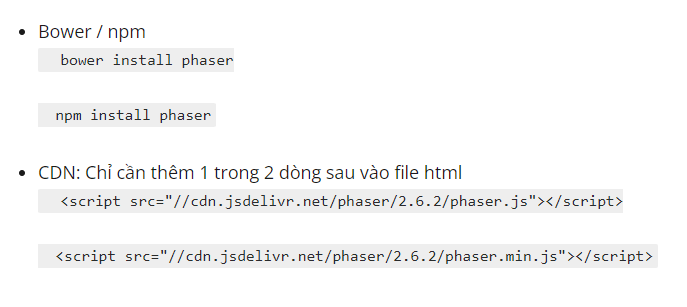 Bower / npm
bower install phaser
npm install phaser
CDN: Chỉ cần thêm 1 trong 2 dòng sau vào file html
<script src="//cdn.jsdelivr.net/phaser/2.6.2/phaser.js"></script>
<script src="//cdn.jsdelivr.net/phaser/2.6.2/phaser.min.js"></script>